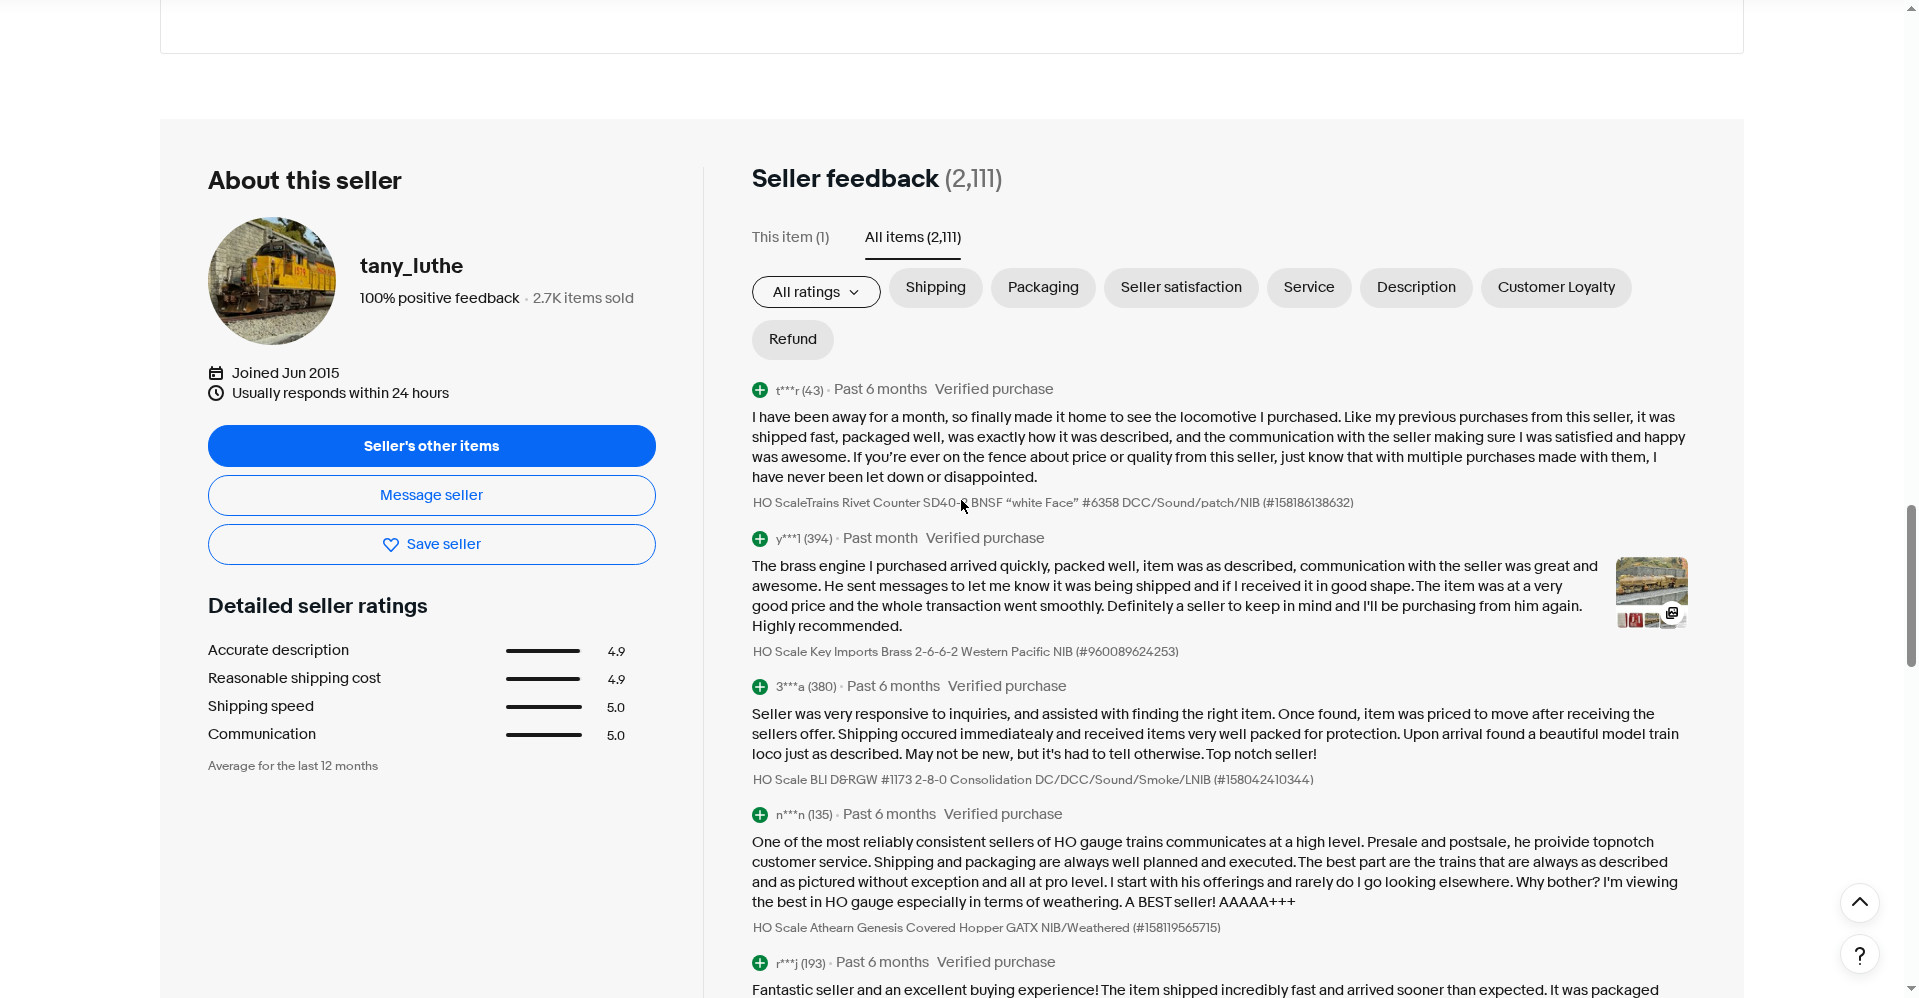 About this seller
tany_luthe
100% positive feedback · 2.7K items sold
Joined Jun 2015
Usually responds within 24 hours
Seller's other items
Message seller
Save seller
Detailed seller ratings
Accurate description 4.9
Reasonable shipping cost 4.9
Shipping speed 5.0
Communication 5.0
Average for the last 12 months
Seller feedback (2,111)
This item (1) All items (2,111)
All ratings Shipping Packaging Seller satisfaction Service Description Customer Loyalty
Refund
t***r (43) · Past 6 months Verified purchase
I have been away for a month, so finally made it home to see the locomotive I purchased. Like my previous purchases from this seller, it was
shipped fast, packaged well, was exactly how it was described, and the communication with the seller making sure I was satisfied and happy
was awesome. If you’re ever on the fence about price or quality from this seller, just know that with multiple purchases made with them, I
have never been let down or disappointed.
HO ScaleTrains Rivet Counter SD40-2 BNSF “white Face” #6358 DCC/Sound/patch/NIB (#158186138632)
y***1 (394) · Past month Verified purchase
The brass engine I purchased arrived quickly, packed well, item was as described, communication with the seller was great and
awesome. He sent messages to let me know it was being shipped and if I received it in good shape. The item was at a very
good price and the whole transaction went smoothly. Definitely a seller to keep in mind and I'll be purchasing from him again.
Highly recommended.
HO Scale Key Imports Brass 2-6-6-2 Western Pacific NIB (#960089624253)
3***a (380) · Past 6 months Verified purchase
Seller was very responsive to inquiries, and assisted with finding the right item. Once found, item was priced to move after receiving the
sellers offer. Shipping occured immediatealy and received items very well packed for protection. Upon arrival found a beautiful model train
loco just as described. May not be new, but it's had to tell otherwise. Top notch seller!
HO Scale BLI D&RGW #1173 2-8-0 Consolidation DC/DCC/Sound/Smoke/LNIB (#158042410344)
n***n (135) · Past 6 months Verified purchase
One of the most reliably consistent sellers of HO gauge trains communicates at a high level. Presale and postsale, he proivide topnotch
customer service. Shipping and packaging are always well planned and executed. The best part are the trains that are always as described
and as pictured without exception and all at pro level. I start with his offerings and rarely do I go looking elsewhere. Why bother? I'm viewing
the best in HO gauge especially in terms of weathering. A BEST seller! AAAAA+++
HO Scale Athearn Genesis Covered Hopper GATX NIB/Weathered (#158119565715)
r***j (193) · Past 6 months Verified purchase
Fantastic seller and an excellent buying experience! The item shipped incredibly fast and arrived sooner than expected. It was packaged
?